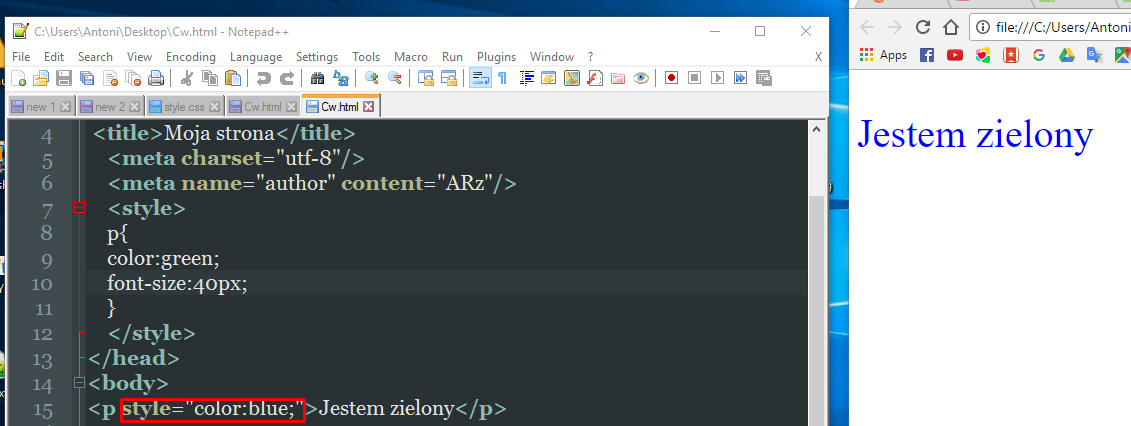 C:\Users\Antoni\Desktop\Cw.html - Notepad++
File Edit Search View Encoding Language Settings Tools Macro Run Plugins Window ? X
new 1 new 2 style.css Cw.html Cw.html
4 <title>Moja strona</title>
5 <meta charset="utf-8"/>
6 <meta name="author" content="ARz"/>
7 <style>
8 p{
9 color:green;
10 font-size:40px;
11 }
12 </style>
13 </head>
14 <body>
15 <p style="color:blue;">Jestem zielony</p>
file:///C:/Users/Antoni
Apps
Jestem zielony